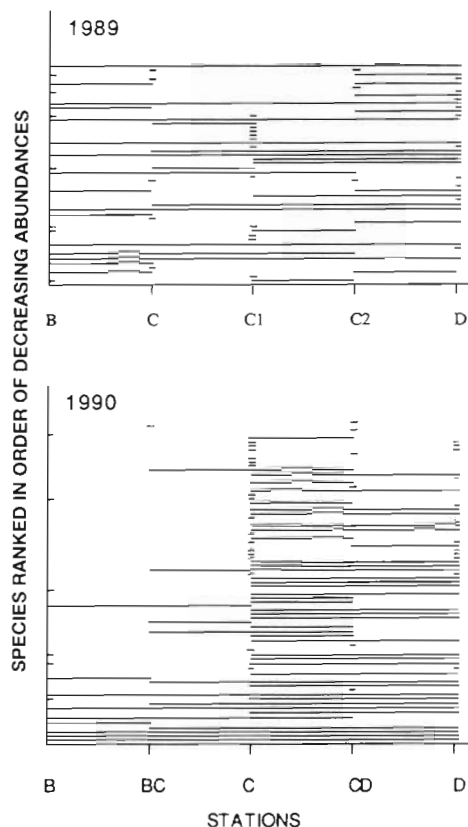 1989
B C C1 C2 D
SPECIES RANKED IN ORDER OF DECREASING ABUNDANCES
1990
B BC C CD D
STATIONS